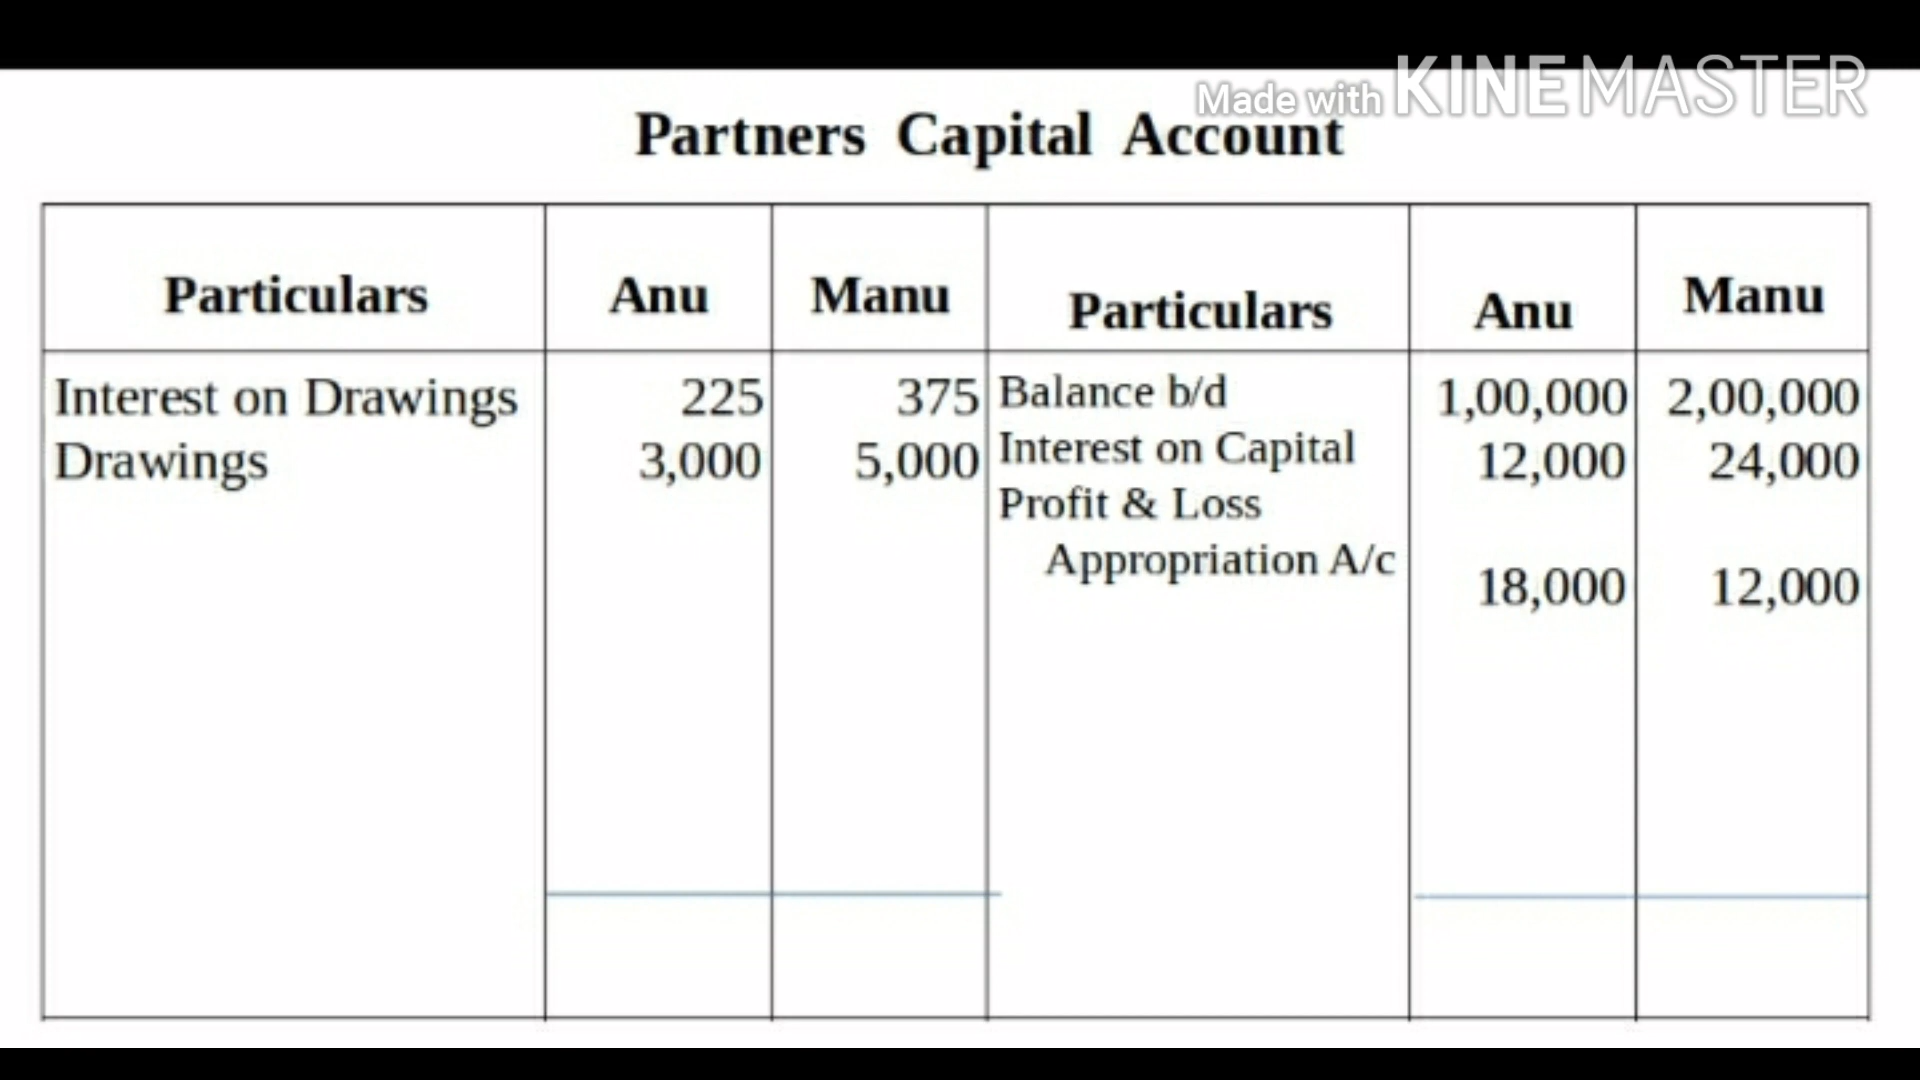 Made with KINEMASTER
Partners Capital Account
Particulars Anu Manu Particulars Anu Manu
Interest on Drawings 225 375 Balance b/d 1,00,000 2,00,000
Drawings 3,000 5,000 Interest on Capital 12,000 24,000
Profit & Loss
Appropriation A/c 18,000 12,000